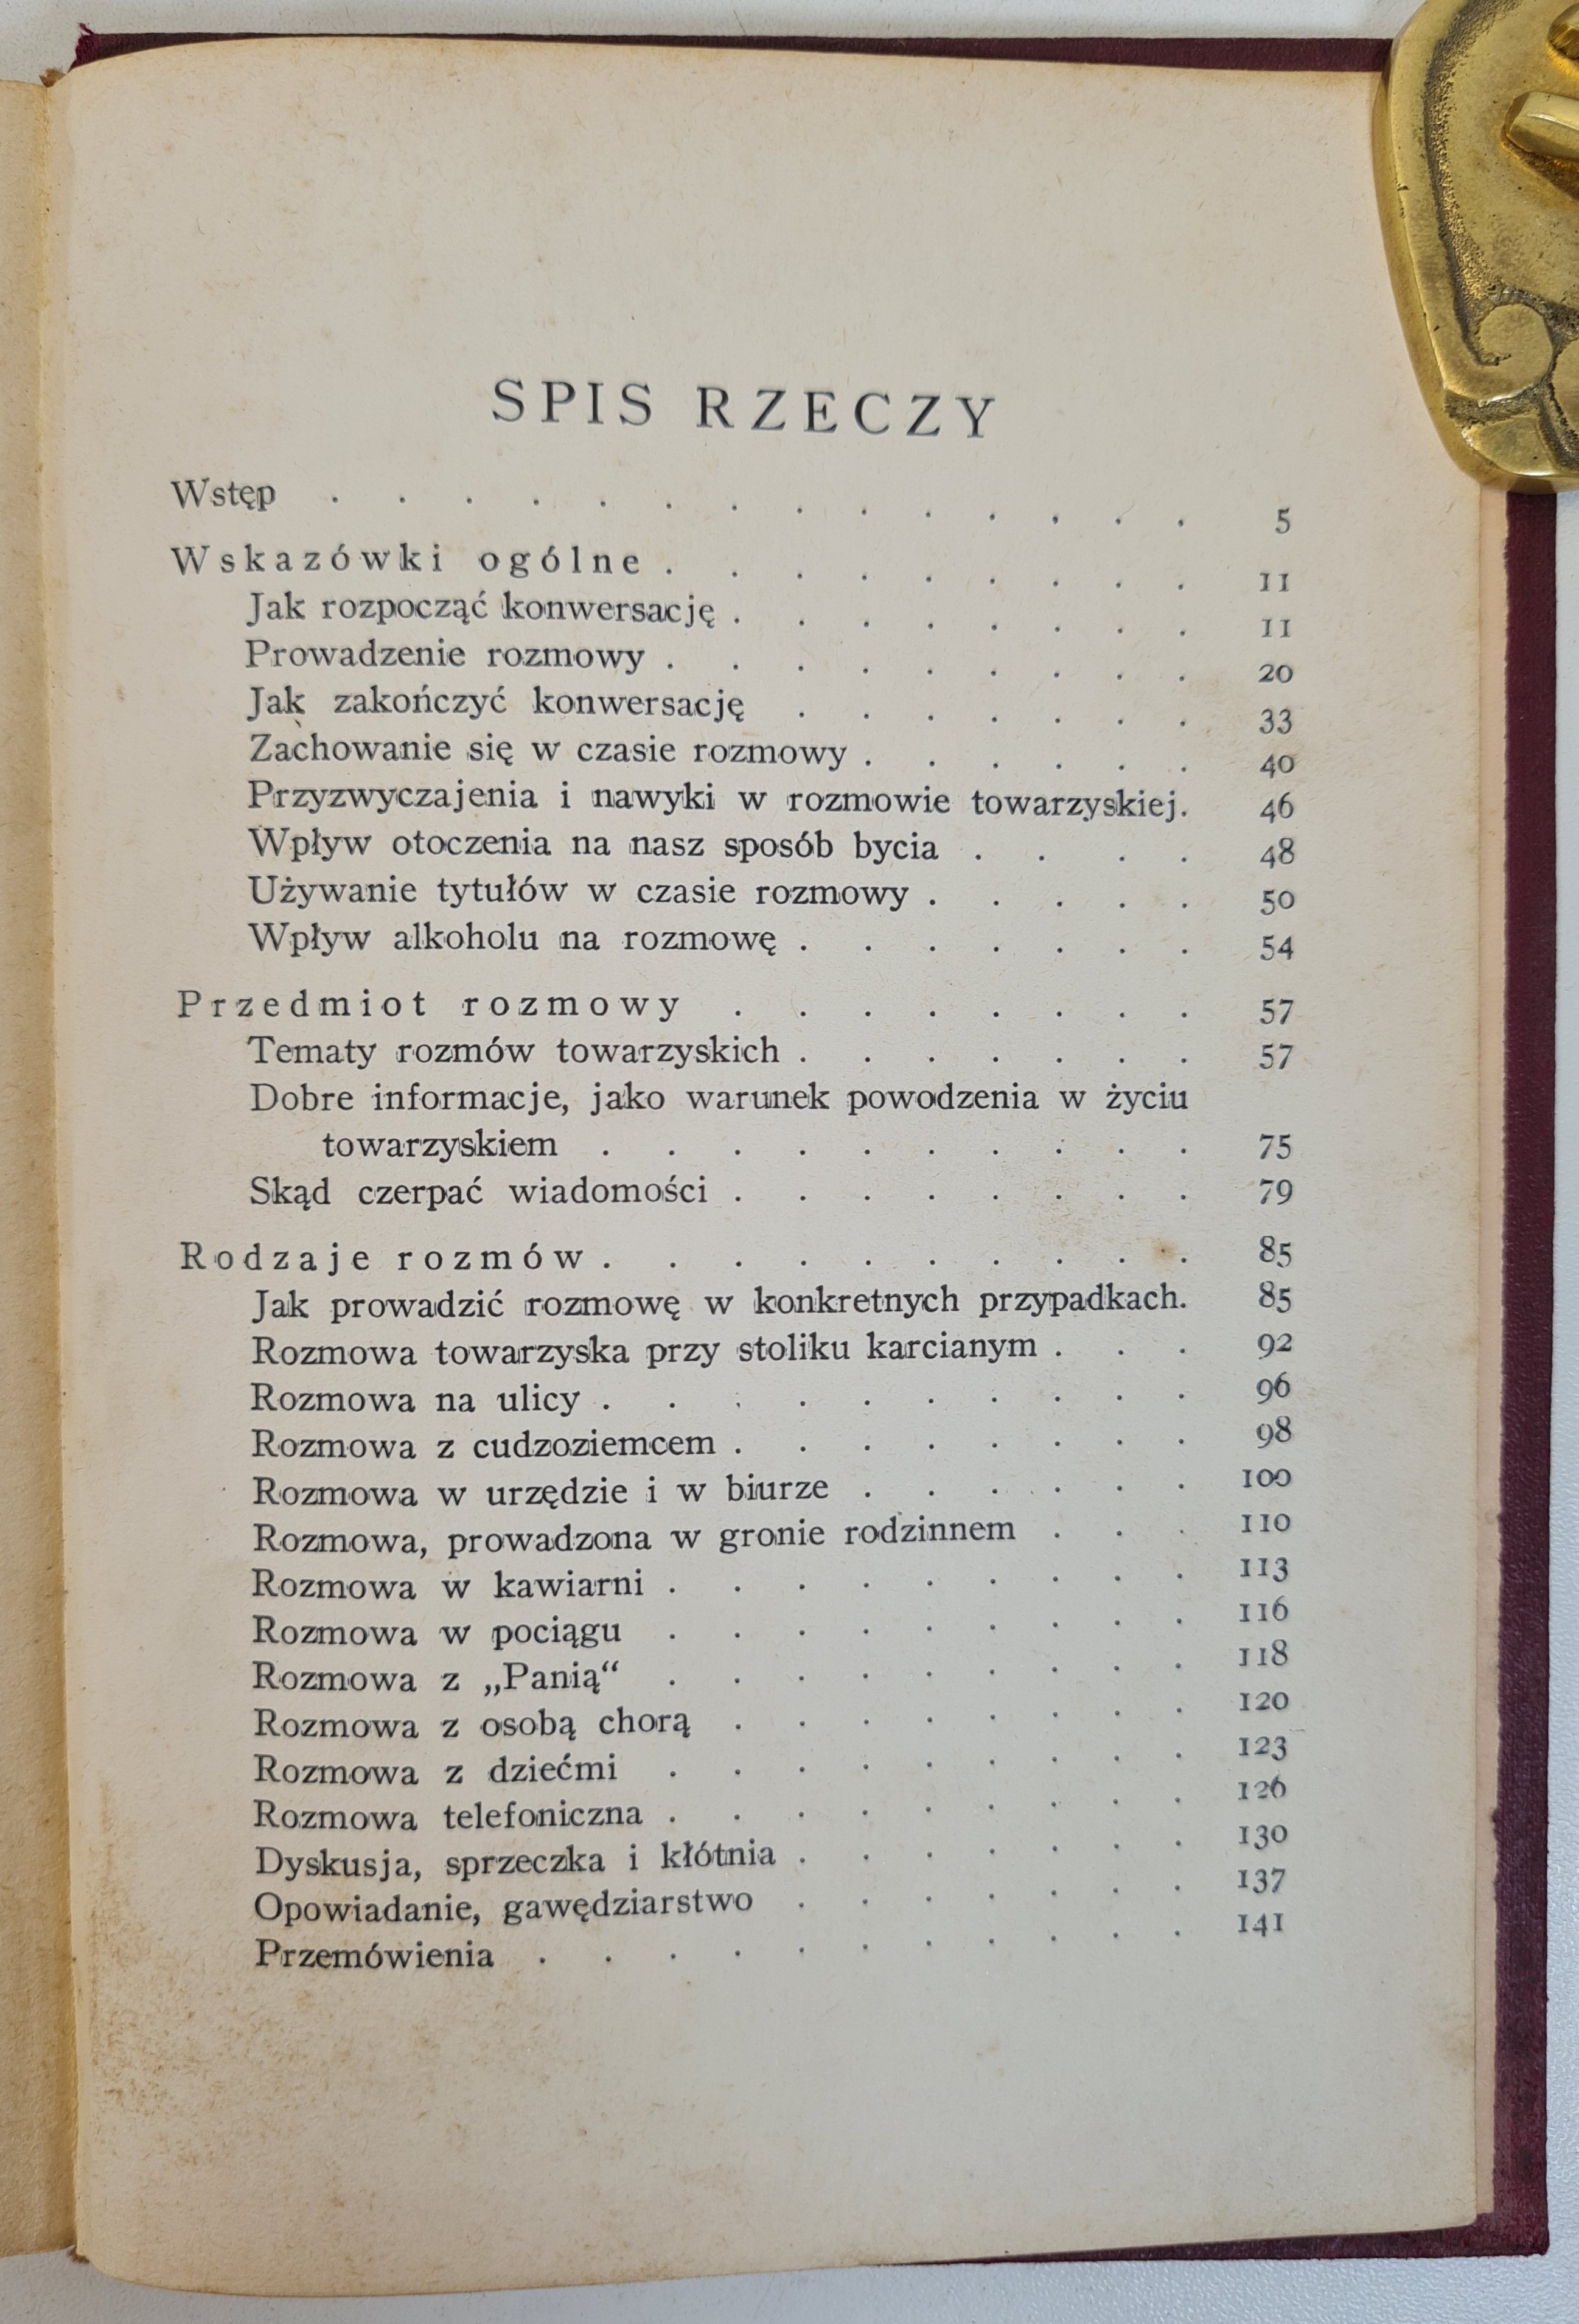 SPIS RZECZY
Wstęp . . . . . . . . . . . . . . 5
Wskazówki ogólne . . . . . . . . . 11
Jak rozpocząć konwersację . . . . . . . . 11
Prowadzenie rozmowy . . . . . . . . . 20
Jak zakończyć konwersację . . . . . . . 33
Zachowanie się w czasie rozmowy . . . . . . 40
Przyzwyczajenia i nawyki w rozmowie towarzyskiej. 46
Wpływ otoczenia na nasz sposób bycia . . . . 48
Używanie tytułów w czasie rozmowy . . . . . 50
Wpływ alkoholu na rozmowę . . . . . . . 54
Przedmiot rozmowy . . . . . . . . 57
Tematy rozmów towarzyskich . . . . . . . 57
Dobre informacje, jako warunek powodzenia w życiu
towarzyskiem . . . . . . . . . . 75
Skąd czerpać wiadomości . . . . . . . . 79
Rodzaje rozmów . . . . . . . . . . 85
Jak prowadzić rozmowę w konkretnych przypadkach. 85
Rozmowa towarzyska przy stoliku karcianym . . . 92
Rozmowa na ulicy . . . . . . . . . . 96
Rozmowa z cudzoziemcem . . . . . . . . 98
Rozmowa w urzędzie i w biurze . . . . . . 100
Rozmowa, prowadzona w gronie rodzinnem . . . 110
Rozmowa w kawiarni . . . . . . . . . 113
Rozmowa w pociągu . . . . . . . . . 116
Rozmowa z „Panią“ . . . . . . . . . 118
Rozmowa z osobą chorą . . . . . . . . 120
Rozmowa z dziećmi . . . . . . . . . 123
Rozmowa telefoniczna . . . . . . . . . 126
Dyskusja, sprzeczka i kłótnia . . . . . . . 130
Opowiadanie, gawędziarstwo . . . . . . . 137
Przemówienia . . . . . . . . . . . 141